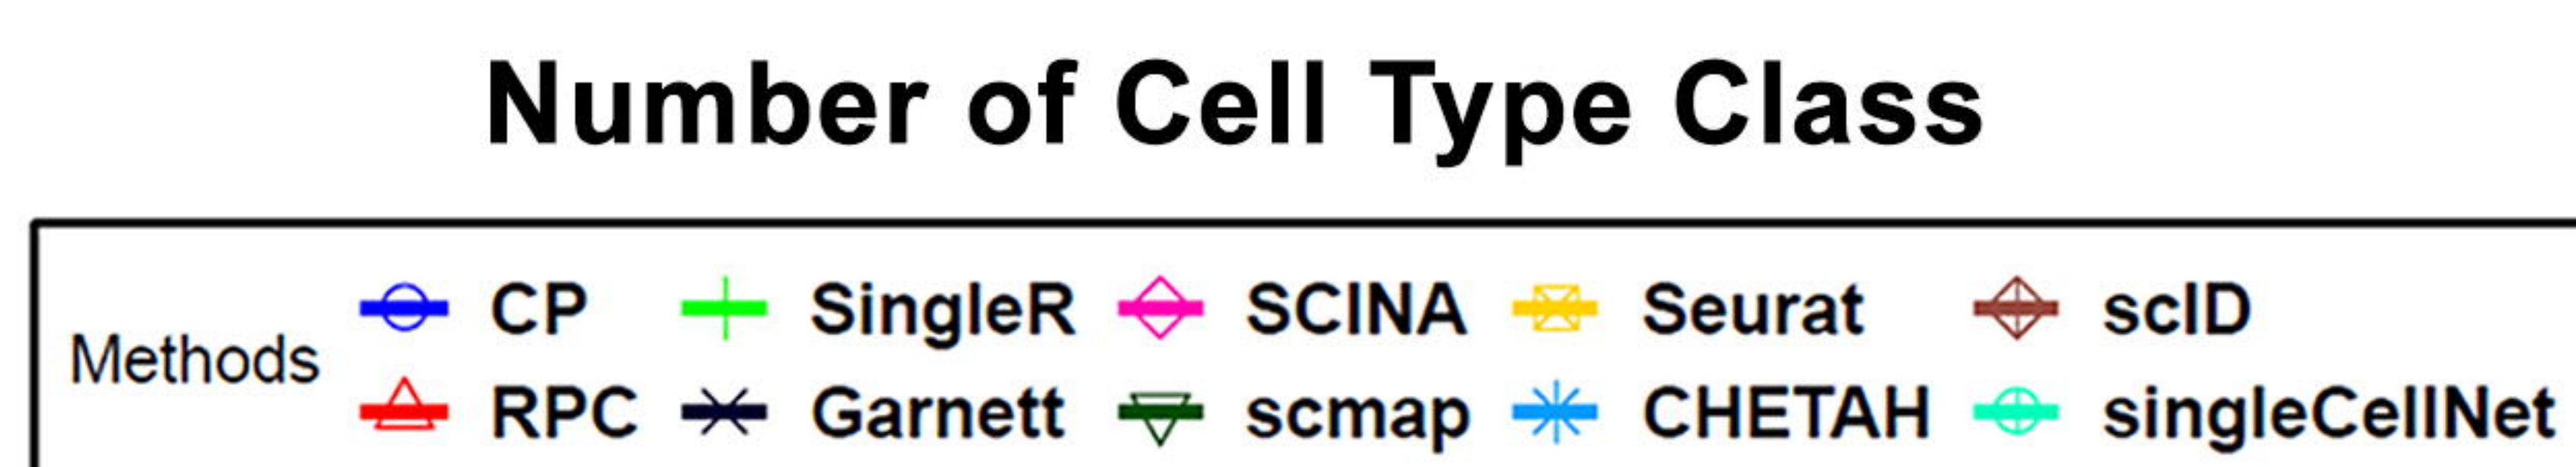 Number of Cell Type Class
CP SingleR SCINA Seurat scID
Methods
RPC Garnett scmap CHETAH singleCellNet